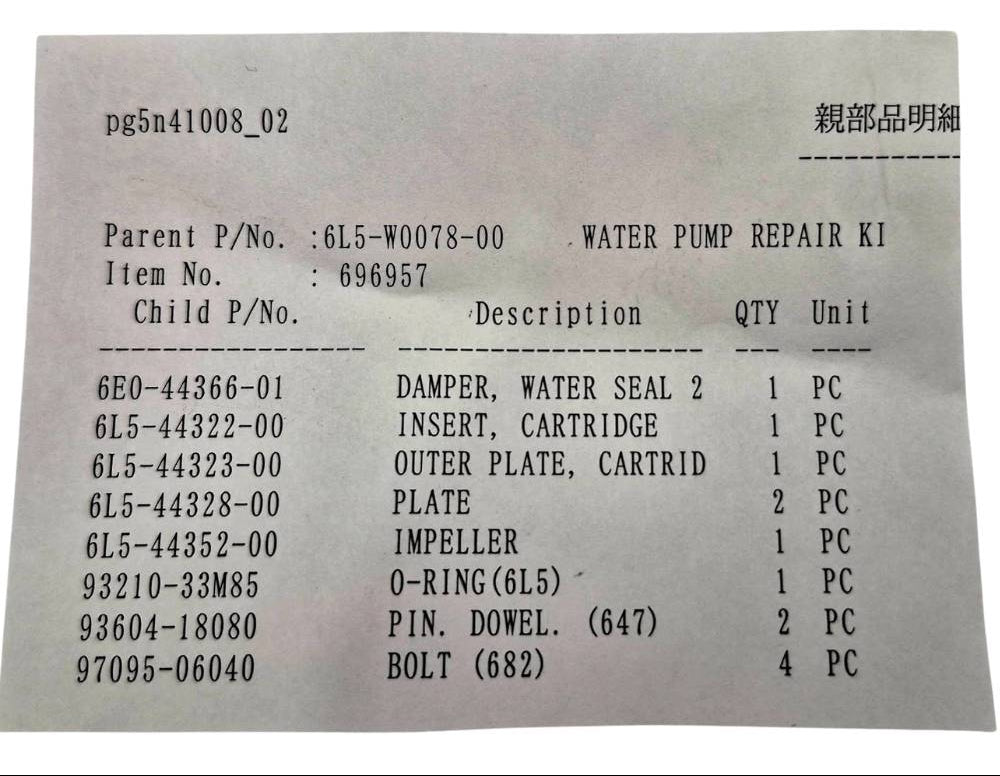 pg5n41008_02 親部品明細
Parent P/No. :6L5-W0078-00 WATER PUMP REPAIR KI
Item No. : 696957
Child P/No. Description QTY Unit
6E0-44366-01 DAMPER, WATER SEAL 2 1 PC
6L5-44322-00 INSERT, CARTRIDGE 1 PC
6L5-44323-00 OUTER PLATE, CARTRID 1 PC
6L5-44328-00 PLATE 2 PC
6L5-44352-00 IMPELLER 1 PC
93210-33M85 O-RING(6L5) 1 PC
93604-18080 PIN. DOWEL. (647) 2 PC
97095-06040 BOLT (682) 4 PC